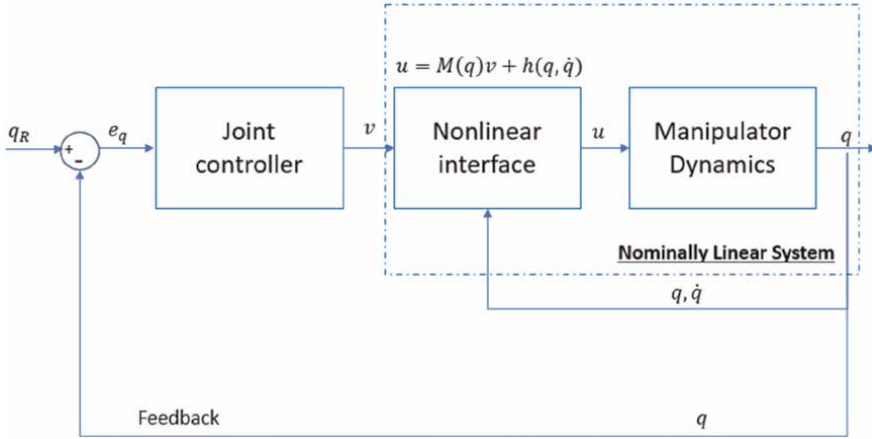 u = M(q)v + h(q, q̇)
q_R
+
-
e_q
Joint
controller
v
Nonlinear
interface
u
Manipulator
Dynamics
q
Nominally Linear System
q, q̇
Feedback
q